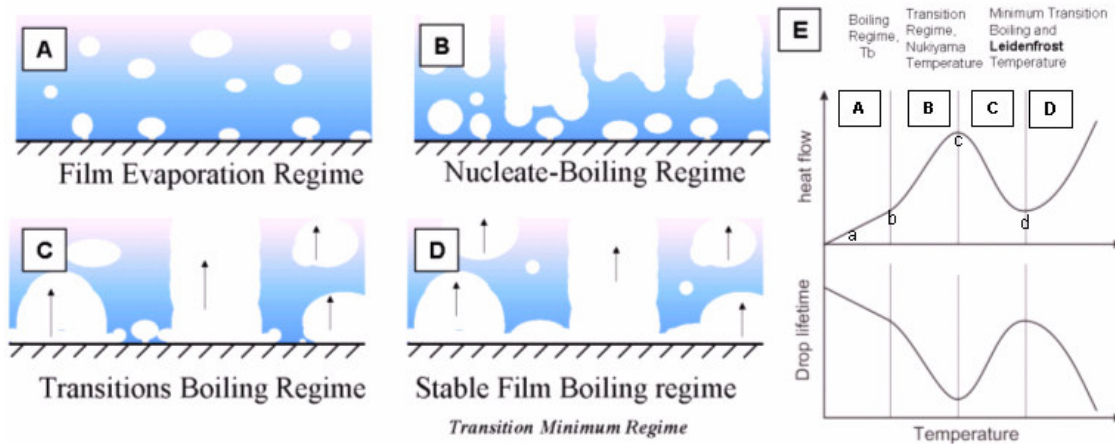 A
Film Evaporation Regime
B
Nucleate-Boiling Regime
C
Transitions Boiling Regime
D
Stable Film Boiling regime
Transition Minimum Regime
E
Boiling
Regime,
Tb
Transition
Regime,
Nukiyama
Temperature
Minimum Transition
Boiling and
Leidenfrost
Temperature
A
B
C
D
heat flow
a
b
c
d
Drop lifetime
Temperature